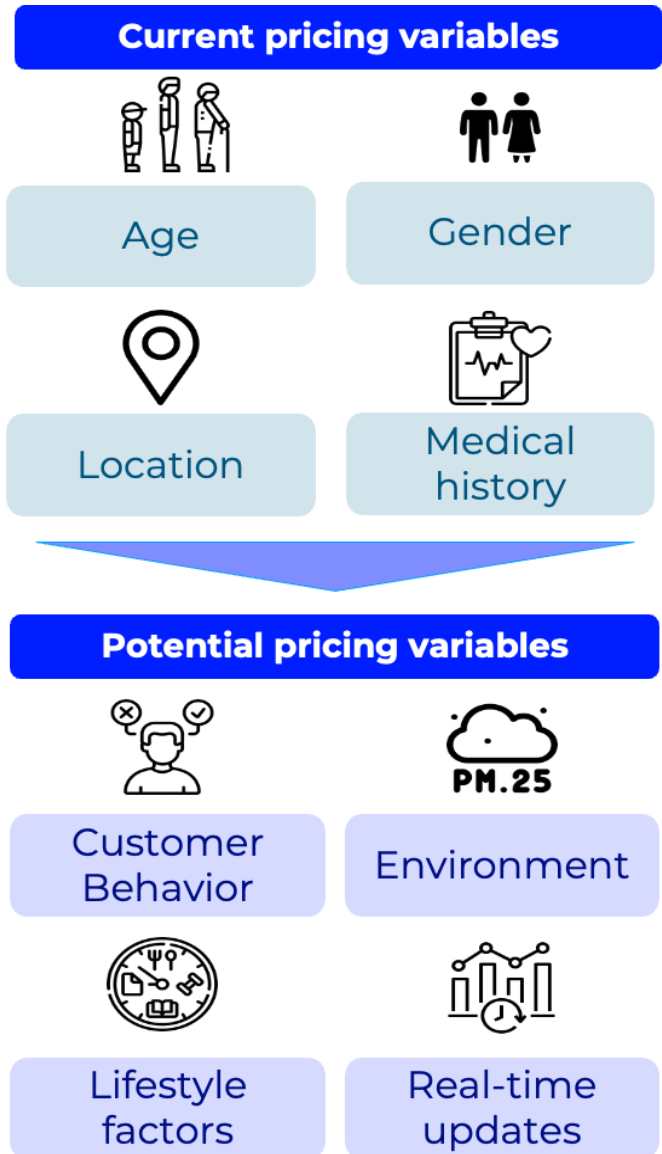 Current pricing variables
Age
Gender
Location
Medical
history
Potential pricing variables
PM.25
Customer
Behavior
Environment
Lifestyle
factors
Real-time
updates